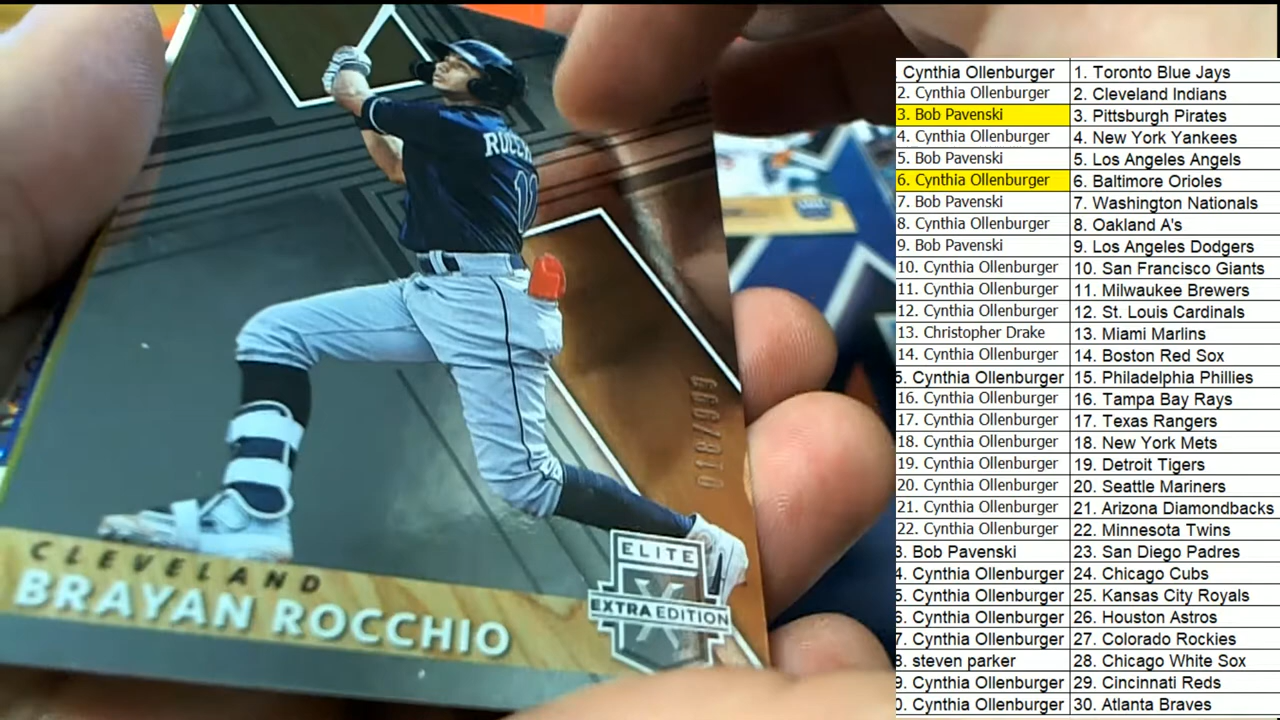 ROCCH
11
018/999
ELITE
X
EXTRA EDITION
CLEVELAND
BRAYAN ROCCHIO
. Cynthia Ollenburger 1. Toronto Blue Jays
2. Cynthia Ollenburger 2. Cleveland Indians
3. Bob Pavenski 3. Pittsburgh Pirates
4. Cynthia Ollenburger 4. New York Yankees
5. Bob Pavenski 5. Los Angeles Angels
6. Cynthia Ollenburger 6. Baltimore Orioles
7. Bob Pavenski 7. Washington Nationals
8. Cynthia Ollenburger 8. Oakland A's
9. Bob Pavenski 9. Los Angeles Dodgers
10. Cynthia Ollenburger 10. San Francisco Giants
11. Cynthia Ollenburger 11. Milwaukee Brewers
12. Cynthia Ollenburger 12. St. Louis Cardinals
13. Christopher Drake 13. Miami Marlins
14. Cynthia Ollenburger 14. Boston Red Sox
5. Cynthia Ollenburger 15. Philadelphia Phillies
16. Cynthia Ollenburger 16. Tampa Bay Rays
17. Cynthia Ollenburger 17. Texas Rangers
18. Cynthia Ollenburger 18. New York Mets
19. Cynthia Ollenburger 19. Detroit Tigers
20. Cynthia Ollenburger 20. Seattle Mariners
21. Cynthia Ollenburger 21. Arizona Diamondbacks
22. Cynthia Ollenburger 22. Minnesota Twins
3. Bob Pavenski 23. San Diego Padres
4. Cynthia Ollenburger 24. Chicago Cubs
5. Cynthia Ollenburger 25. Kansas City Royals
6. Cynthia Ollenburger 26. Houston Astros
7. Cynthia Ollenburger 27. Colorado Rockies
8. steven parker 28. Chicago White Sox
9. Cynthia Ollenburger 29. Cincinnati Reds
0. Cynthia Ollenburger 30. Atlanta Braves